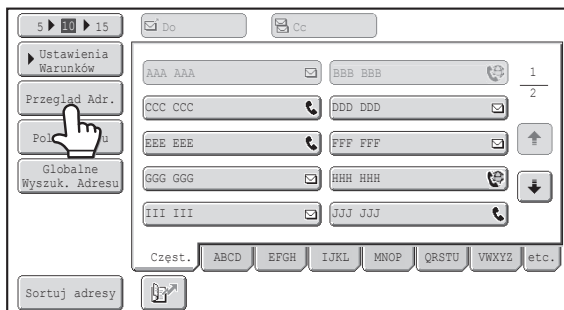 5 10 15
Do
Cc
Ustawienia
Warunków
AAA AAA
BBB BBB
1
2
Przegląd Adr.
CCC CCC
DDD DDD
EEE EEE
FFF FFF
Globalne
Wyszuk. Adresu
GGG GGG
HHH HHH
III III
JJJ JJJ
Częst.
ABCD
EFGH
IJKL
MNOP
QRSTU
VWXYZ
etc.
Sortuj adresy